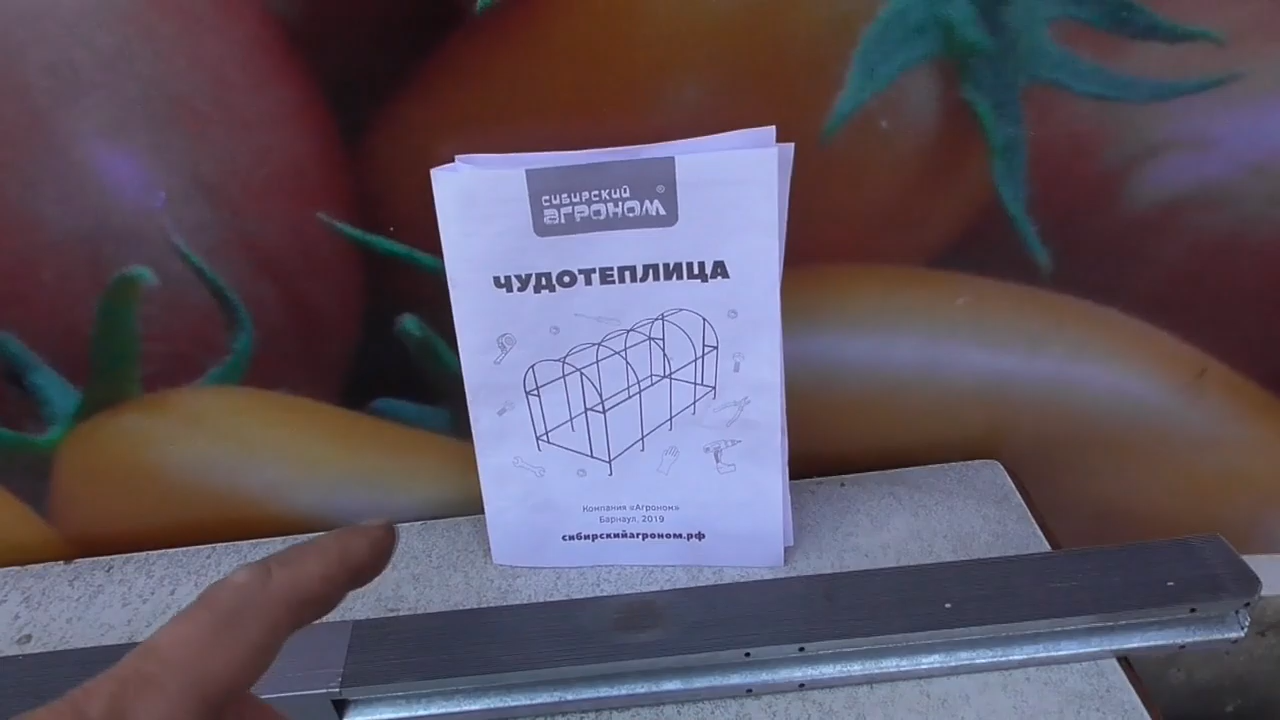 СИБИРСКИЙ
АГРОНОМ®
ЧУДОТЕПЛИЦА
Компания «Агроном»
Барнаул, 2019
сибирскийагроном.рф